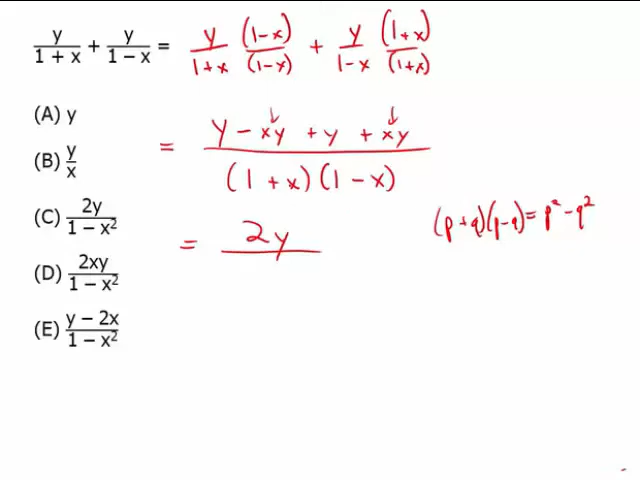 y/(1 + x) + y/(1 − x) = y/(1+x) (1−x)/(1−x) + y/(1−x) (1+x)/(1+x)
(A) y
= (y − xy + y + xy)/((1 + x)(1 − x))
(B) y/x
(C) 2y/(1 − x²)
(p+q)(p−q) = p² − q²
= 2y
(D) 2xy/(1 − x²)
(E) (y − 2x)/(1 − x²)